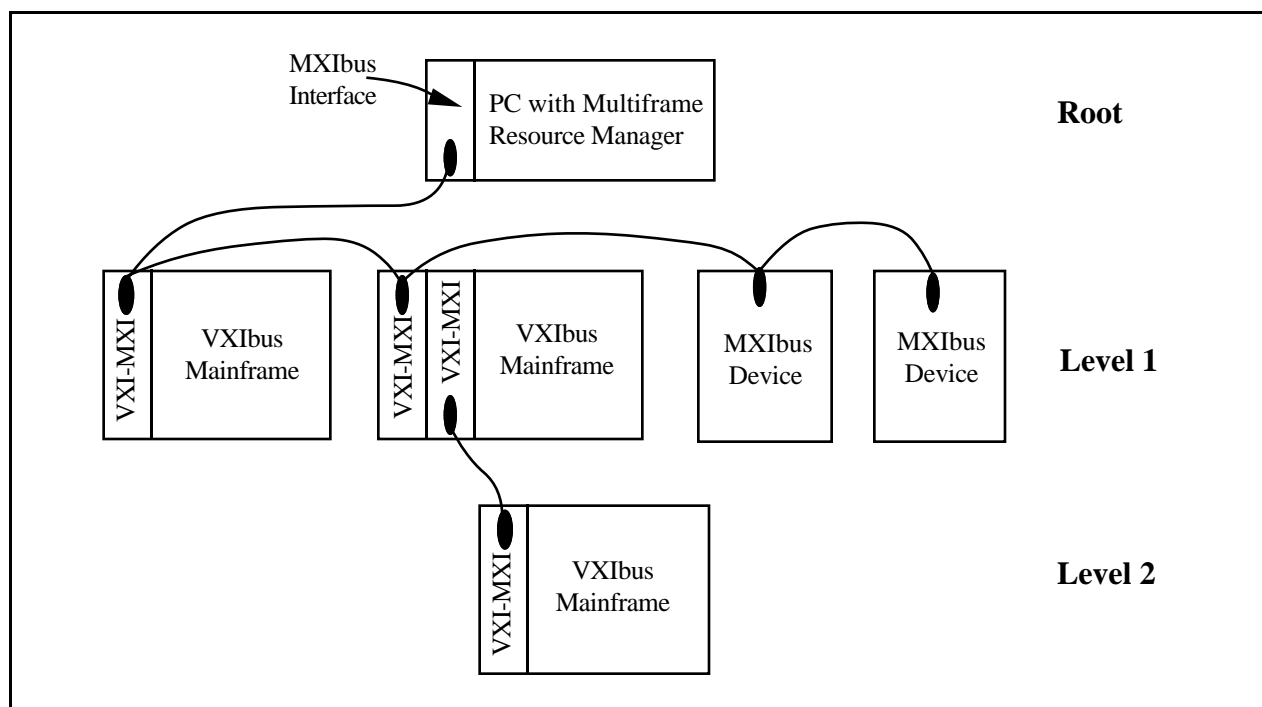 MXIbus
Interface
PC with Multiframe
Resource Manager
Root
VXI-MXI
VXIbus
Mainframe
VXI-MXI
VXI-MXI
VXIbus
Mainframe
MXIbus
Device
MXIbus
Device
Level 1
VXI-MXI
VXIbus
Mainframe
Level 2